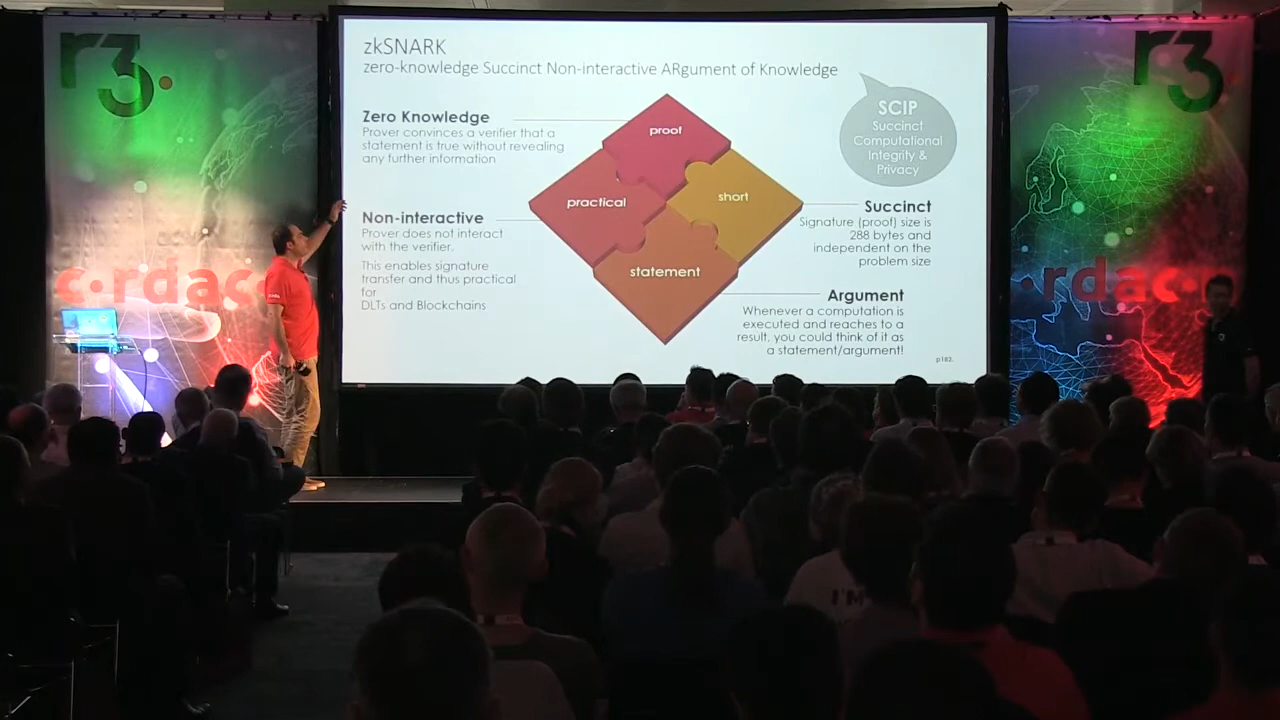 r3.
c·rdac
zkSNARK
zero-knowledge Succinct Non-interactive ARgument of Knowledge
Zero Knowledge
Prover convinces a verifier that a
statement is true without revealing
any further information
Non-interactive
Prover does not interact
with the verifier.
This enables signature
transfer and thus practical
for
DLTs and Blockchains
proof
practical
short
statement
SCIP
Succinct
Computational
Integrity &
Privacy
Succinct
Signature (proof) size is
288 bytes and
independent on the
problem size
Argument
Whenever a computation is
executed and reaches to a
result, you could think of it as
a statement/argument!
p182.
r3.
·rdac·n
I'M